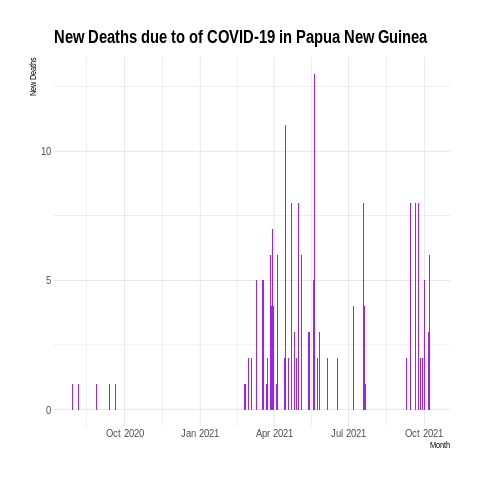 New Deaths due to of COVID-19 in Papua New Guinea
New Deaths
10
5
0
Oct 2020 Jan 2021 Apr 2021 Jul 2021 Oct 2021
Month